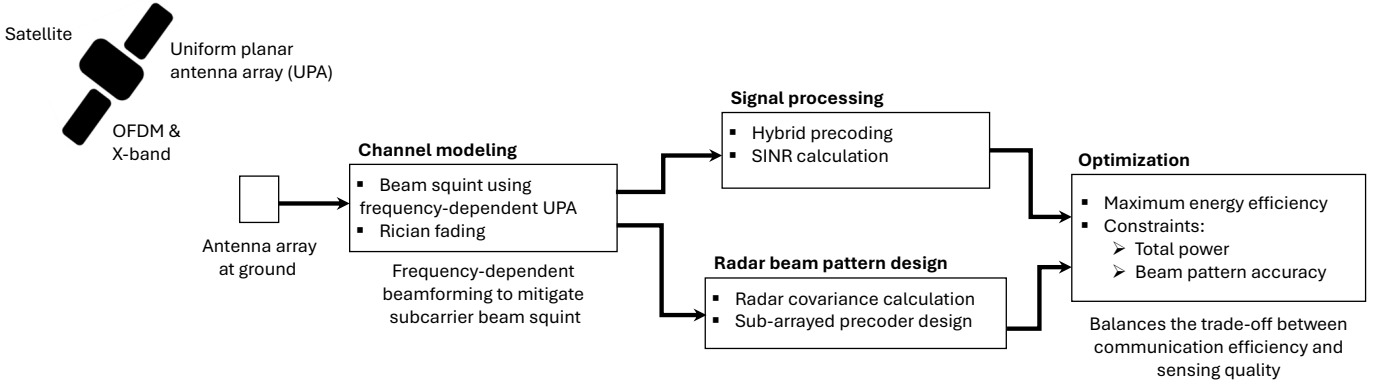 Satellite
Uniform planar
antenna array (UPA)
OFDM &
X-band
Antenna array
at ground
Channel modeling
▪ Beam squint using
frequency-dependent UPA
▪ Rician fading
Frequency-dependent
beamforming to mitigate
subcarrier beam squint
Signal processing
▪ Hybrid precoding
▪ SINR calculation
Radar beam pattern design
▪ Radar covariance calculation
▪ Sub-arrayed precoder design
Optimization
▪ Maximum energy efficiency
▪ Constraints:
➢ Total power
➢ Beam pattern accuracy
Balances the trade-off between
communication efficiency and
sensing quality